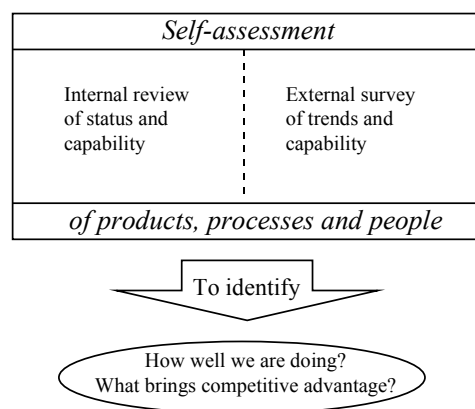 Self-assessment
Internal review
of status and
capability
External survey
of trends and
capability
of products, processes and people
To identify
How well we are doing?
What brings competitive advantage?